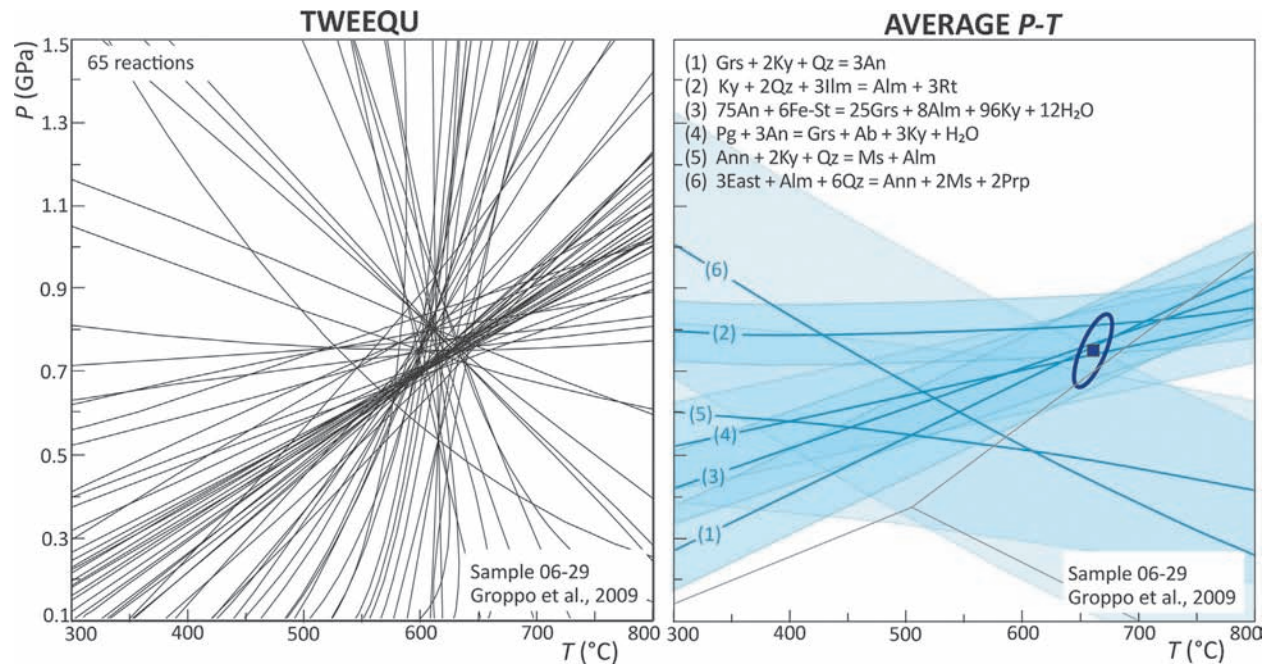 TWEEQU
1.5
1.3
1.1
0.9
0.7
0.5
0.3
0.1
P (GPa)
65 reactions
Sample 06-29
Groppo et al., 2009
300
400
500
600
700
800
T (°C)
AVERAGE P-T
(1) Grs + 2Ky + Qz = 3An
(2) Ky + 2Qz + 3Ilm = Alm + 3Rt
(3) 75An + 6Fe-St = 25Grs + 8Alm + 96Ky + 12H₂O
(4) Pg + 3An = Grs + Ab + 3Ky + H₂O
(5) Ann + 2Ky + Qz = Ms + Alm
(6) 3East + Alm + 6Qz = Ann + 2Ms + 2Prp
(6)
(2)
(5)
(4)
(3)
(1)
Sample 06-29
Groppo et al., 2009
300
400
500
600
700
800
T (°C)